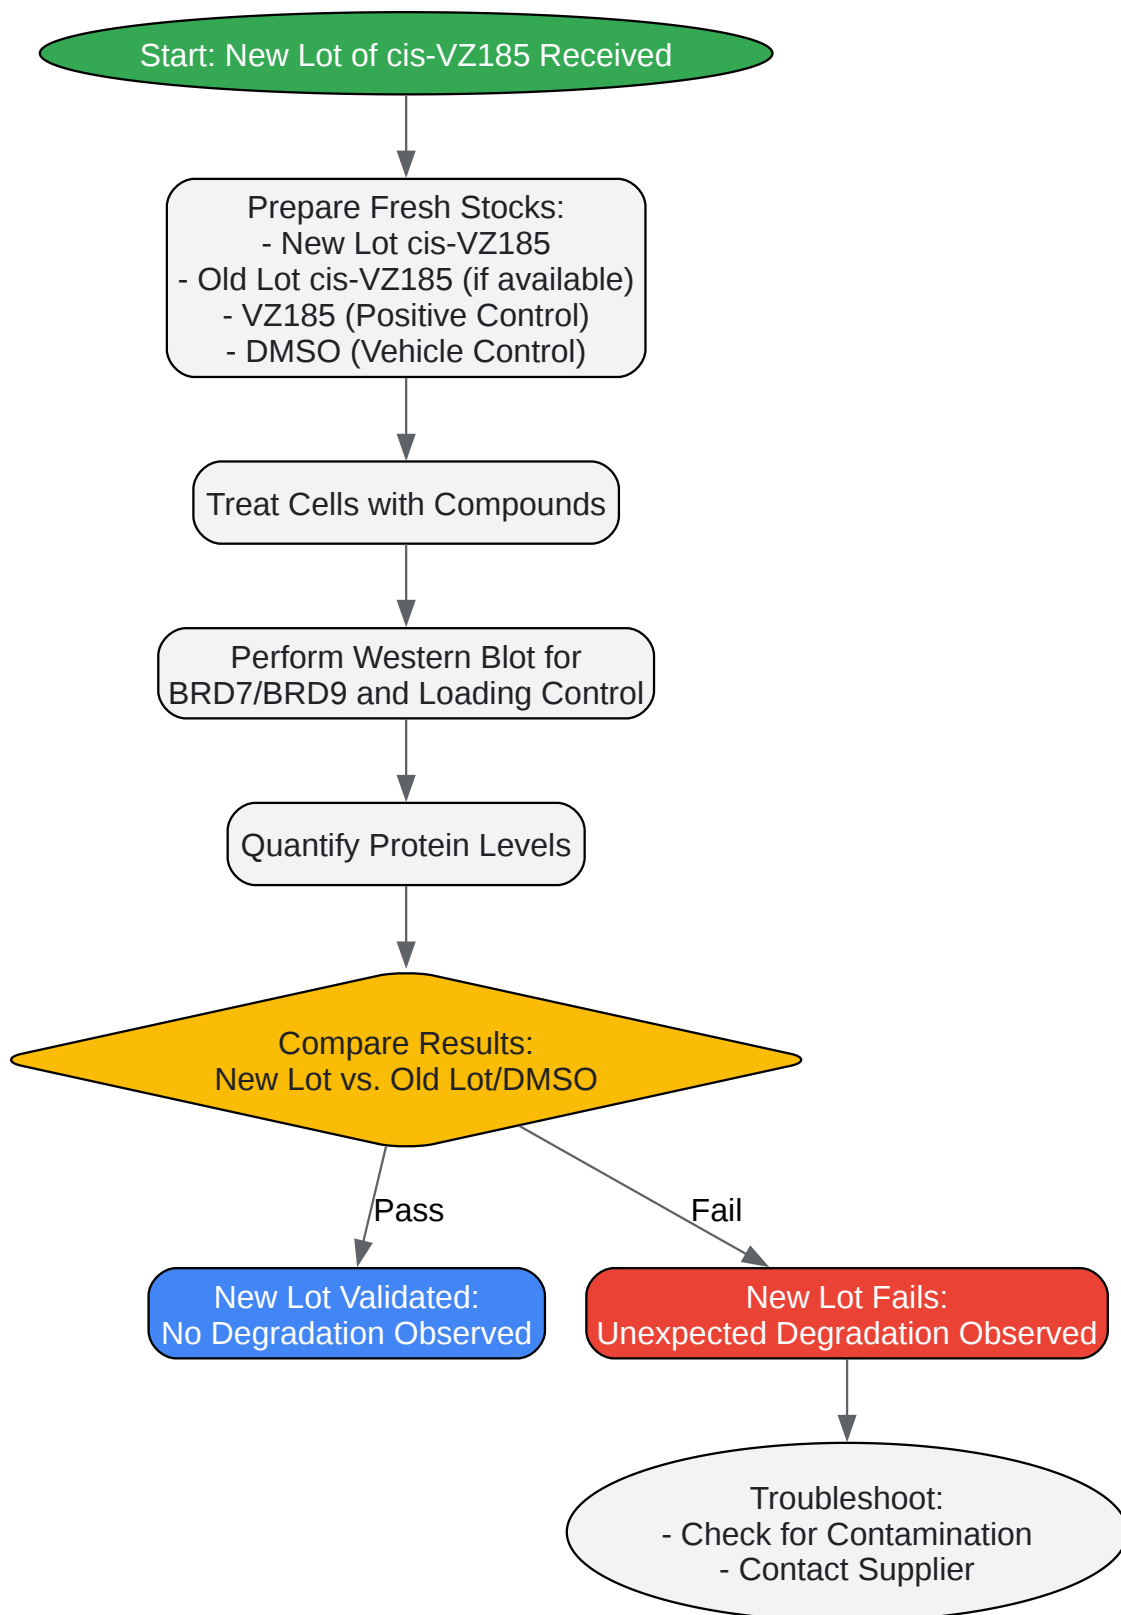 Start: New Lot of cis-VZ185 Received
Prepare Fresh Stocks:
- New Lot cis-VZ185
- Old Lot cis-VZ185 (if available)
- VZ185 (Positive Control)
- DMSO (Vehicle Control)
Treat Cells with Compounds
Perform Western Blot for
BRD7/BRD9 and Loading Control
Quantify Protein Levels
Compare Results:
New Lot vs. Old Lot/DMSO
Pass
Fail
New Lot Validated:
No Degradation Observed
New Lot Fails:
Unexpected Degradation Observed
Troubleshoot:
- Check for Contamination
- Contact Supplier